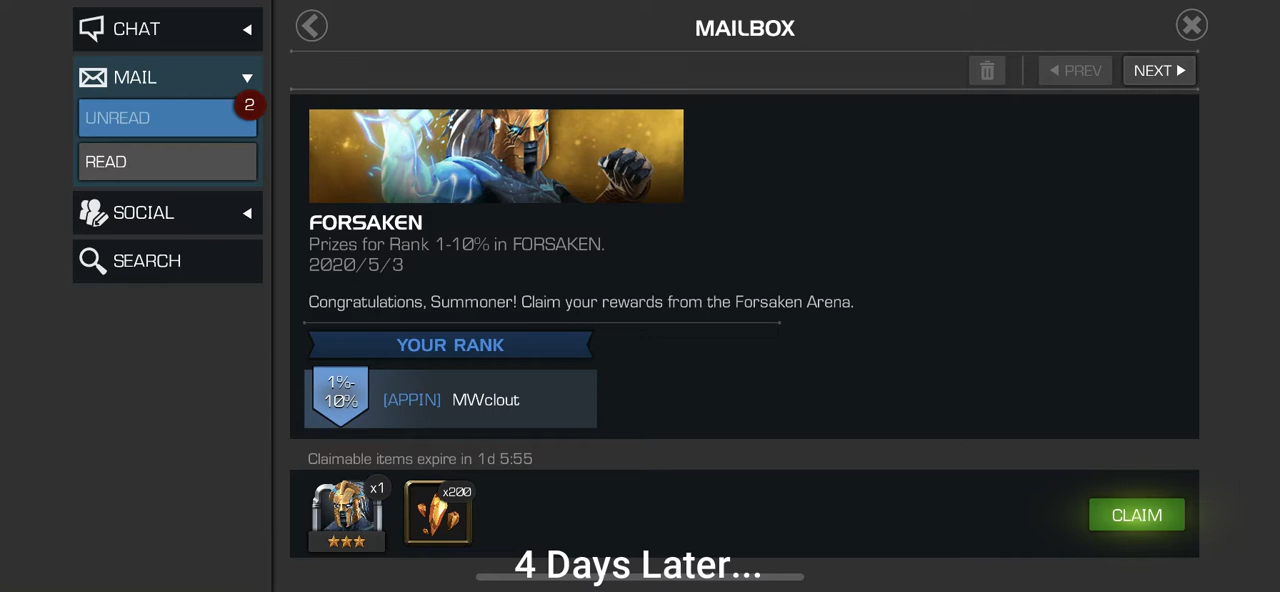 CHAT
MAIL
UNREAD
2
READ
SOCIAL
SEARCH
MAILBOX
PREV
NEXT
FORSAKEN
Prizes for Rank 1-10% in FORSAKEN.
2020/5/3
Congratulations, Summoner! Claim your rewards from the Forsaken Arena.
YOUR RANK
1%-
10%
[APPIN] MWclout
Claimable items expire in 1d 5:55
x1
x200
CLAIM
4 Days Later...